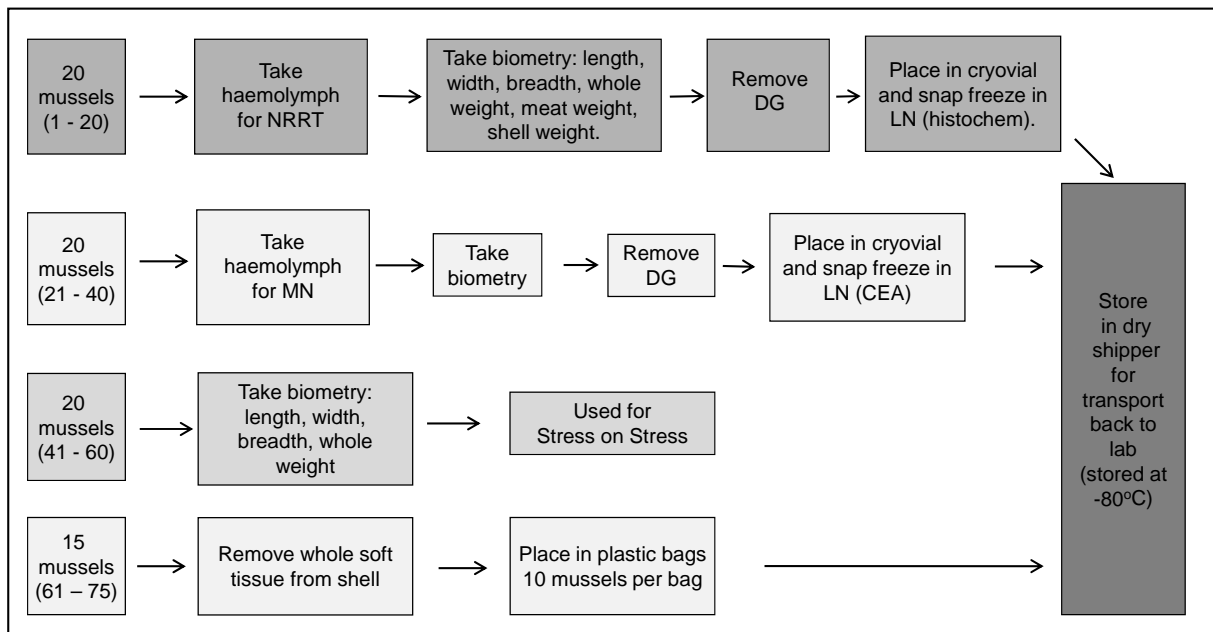 20
mussels
(1 - 20)
Take
haemolymph
for NRRT
Take biometry: length,
width, breadth, whole
weight, meat weight,
shell weight.
Remove
DG
Place in cryovial
and snap freeze in
LN (histochem).
20
mussels
(21 - 40)
Take
haemolymph
for MN
Take
biometry
Remove
DG
Place in cryovial
and snap freeze in
LN (CEA)
20
mussels
(41 - 60)
Take biometry:
length, width,
breadth, whole
weight
Used for
Stress on Stress
15
mussels
(61 – 75)
Remove whole soft
tissue from shell
Place in plastic bags
10 mussels per bag
Store
in dry
shipper
for
transport
back to
lab
(stored at
-80ºC)